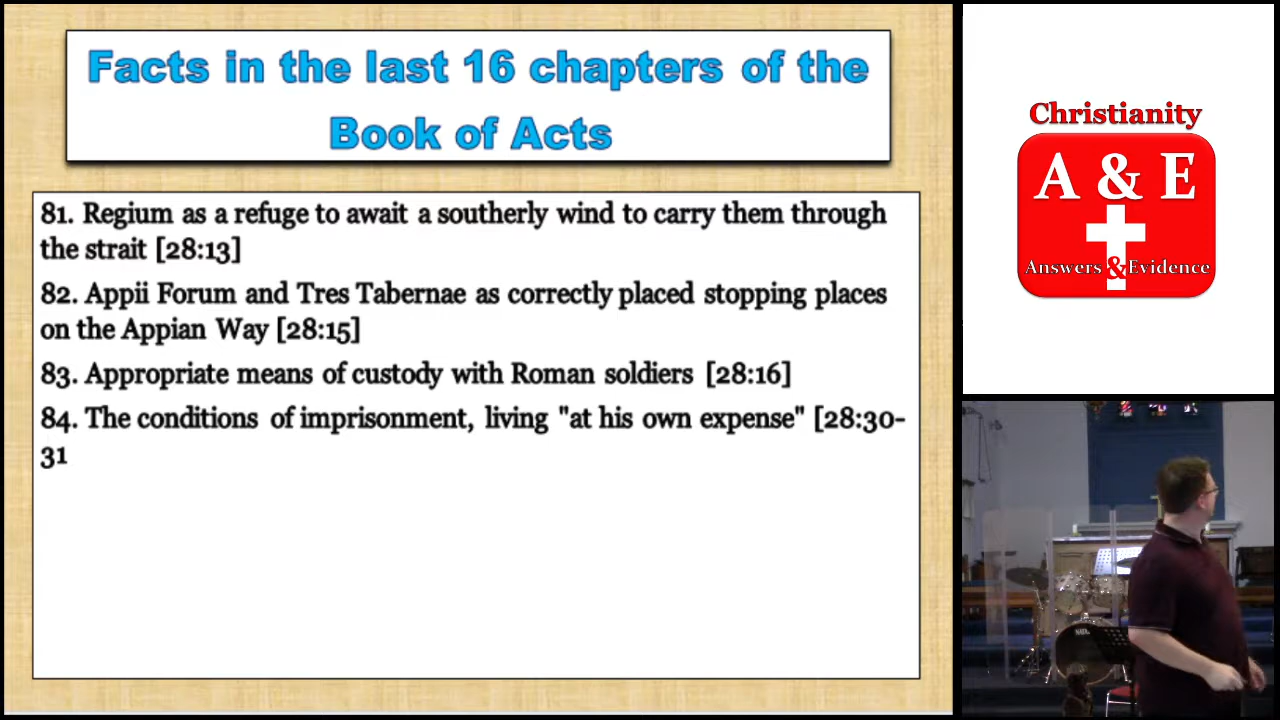 Facts in the last 16 chapters of the
Book of Acts
81. Regium as a refuge to await a southerly wind to carry them through
the strait [28:13]
82. Appii Forum and Tres Tabernae as correctly placed stopping places
on the Appian Way [28:15]
83. Appropriate means of custody with Roman soldiers [28:16]
84. The conditions of imprisonment, living "at his own expense" [28:30-
31
Christianity
A & E
Answers & Evidence